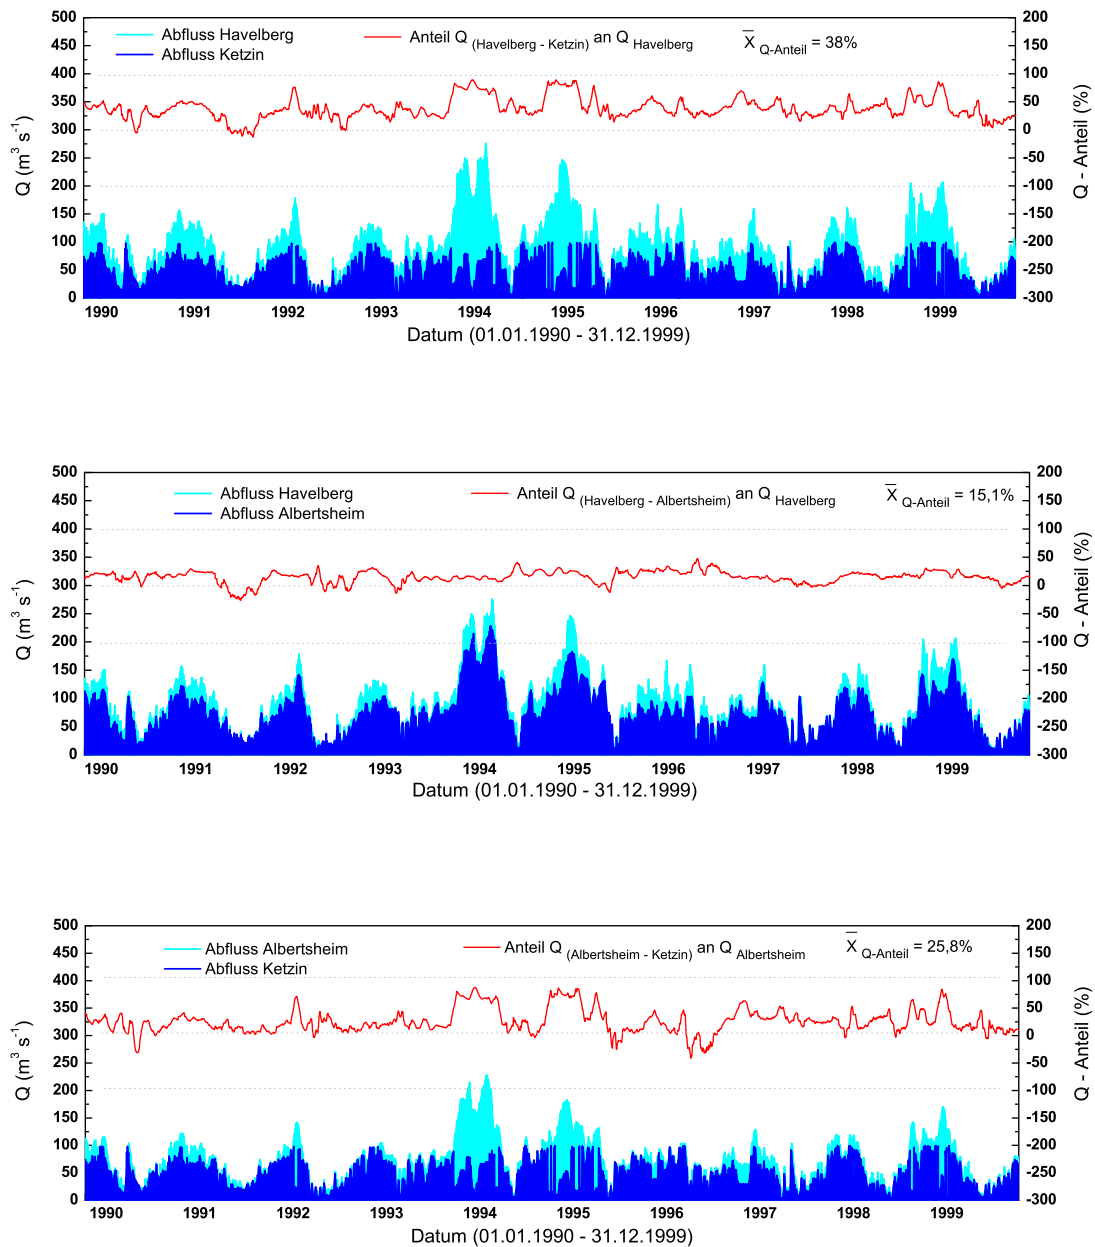 Abfluss Havelberg
Abfluss Ketzin
Anteil Q (Havelberg - Ketzin) an Q Havelberg
X̅ Q-Anteil = 38%
500
450
400
350
300
250
200
150
100
50
0
Q (m³ s⁻¹)
200
150
100
50
0
-50
-100
-150
-200
-250
-300
Q - Anteil (%)
1990 1991 1992 1993 1994 1995 1996 1997 1998 1999
Datum (01.01.1990 - 31.12.1999)
Abfluss Havelberg
Abfluss Albertsheim
Anteil Q (Havelberg - Albertsheim) an Q Havelberg
X̅ Q-Anteil = 15,1%
500
450
400
350
300
250
200
150
100
50
0
Q (m³ s⁻¹)
200
150
100
50
0
-50
-100
-150
-200
-250
-300
Q - Anteil (%)
1990 1991 1992 1993 1994 1995 1996 1997 1998 1999
Datum (01.01.1990 - 31.12.1999)
Abfluss Albertsheim
Abfluss Ketzin
Anteil Q (Albertsheim - Ketzin) an Q Albertsheim
X̅ Q-Anteil = 25,8%
500
450
400
350
300
250
200
150
100
50
0
Q (m³ s⁻¹)
200
150
100
50
0
-50
-100
-150
-200
-250
-300
Q - Anteil (%)
1990 1991 1992 1993 1994 1995 1996 1997 1998 1999
Datum (01.01.1990 - 31.12.1999)